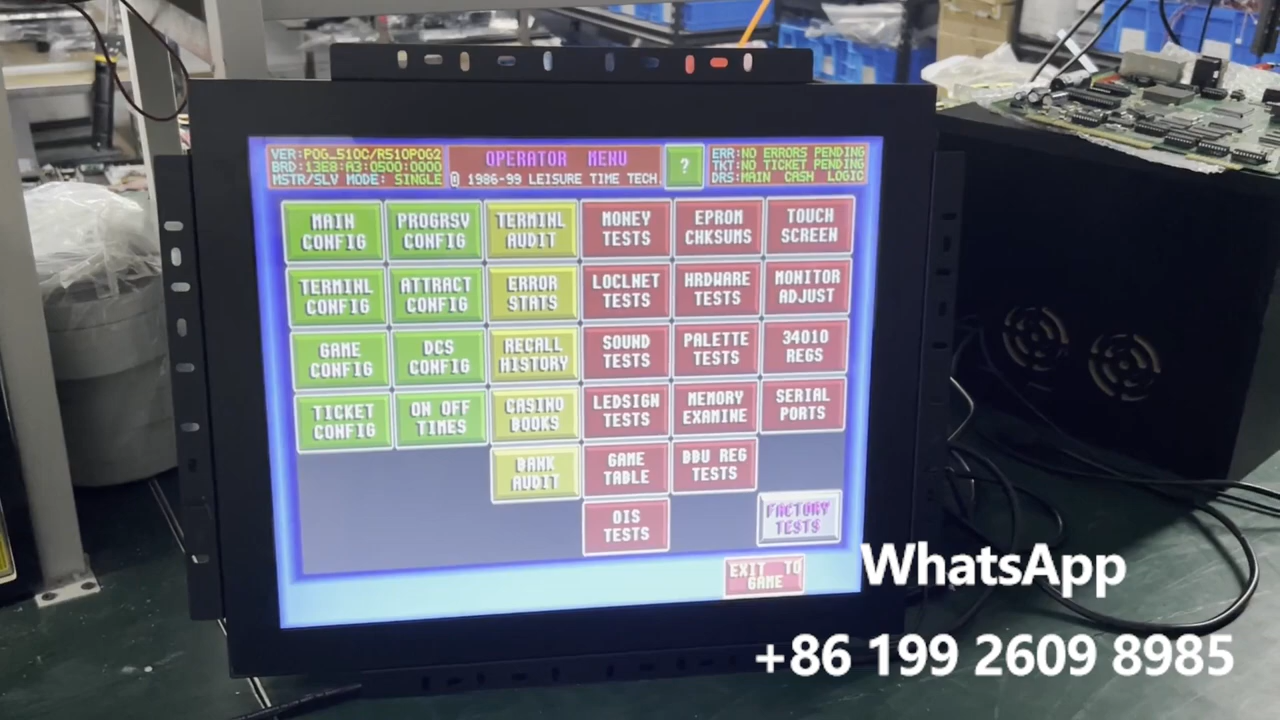 VER:POG_510C/R510POG2
BRD:13E8:A3:0500:0000
MSTR/SLV MODE: SINGLE
OPERATOR MENU
© 1986-99 LEISURE TIME TECH.
?
ERR:NO ERRORS PENDING
TKT:NO TICKET PENDING
DRS:MAIN CASH LOGIC
MAIN
CONFIG
PROGRSV
CONFIG
TERMINL
AUDIT
MONEY
TESTS
EPROM
CHKSUMS
TOUCH
SCREEN
TERMINL
CONFIG
ATTRACT
CONFIG
ERROR
STATS
LOCLNET
TESTS
HRDWARE
TESTS
MONITOR
ADJUST
GAME
CONFIG
DCS
CONFIG
RECALL
HISTORY
SOUND
TESTS
PALETTE
TESTS
34010
REGS
TICKET
CONFIG
ON OFF
TIMES
CASINO
BOOKS
LEDSIGN
TESTS
MEMORY
EXAMINE
SERIAL
PORTS
BANK
AUDIT
GAME
TABLE
DDU REG
TESTS
OIS
TESTS
FACTORY
TESTS
EXIT TO
GAME
WhatsApp
+86 199 2609 8985